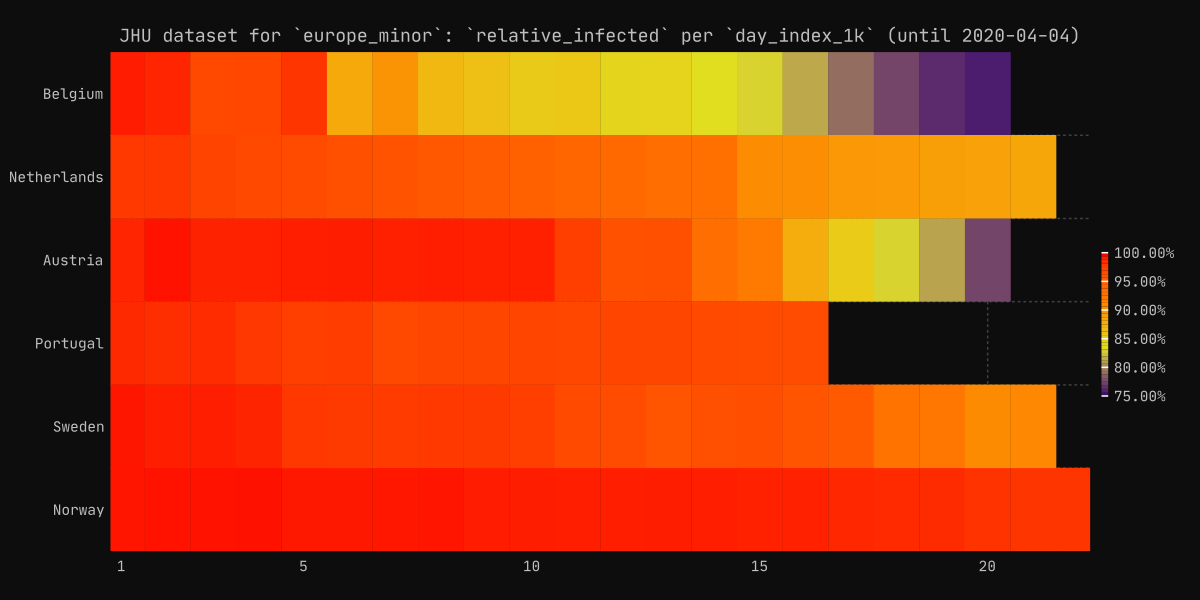 JHU dataset for `europe_minor`: `relative_infected` per `day_index_1k` (until 2020-04-04)
Belgium
Netherlands
Austria
Portugal
Sweden
Norway
1 5 10 15 20
100.00%
95.00%
90.00%
85.00%
80.00%
75.00%